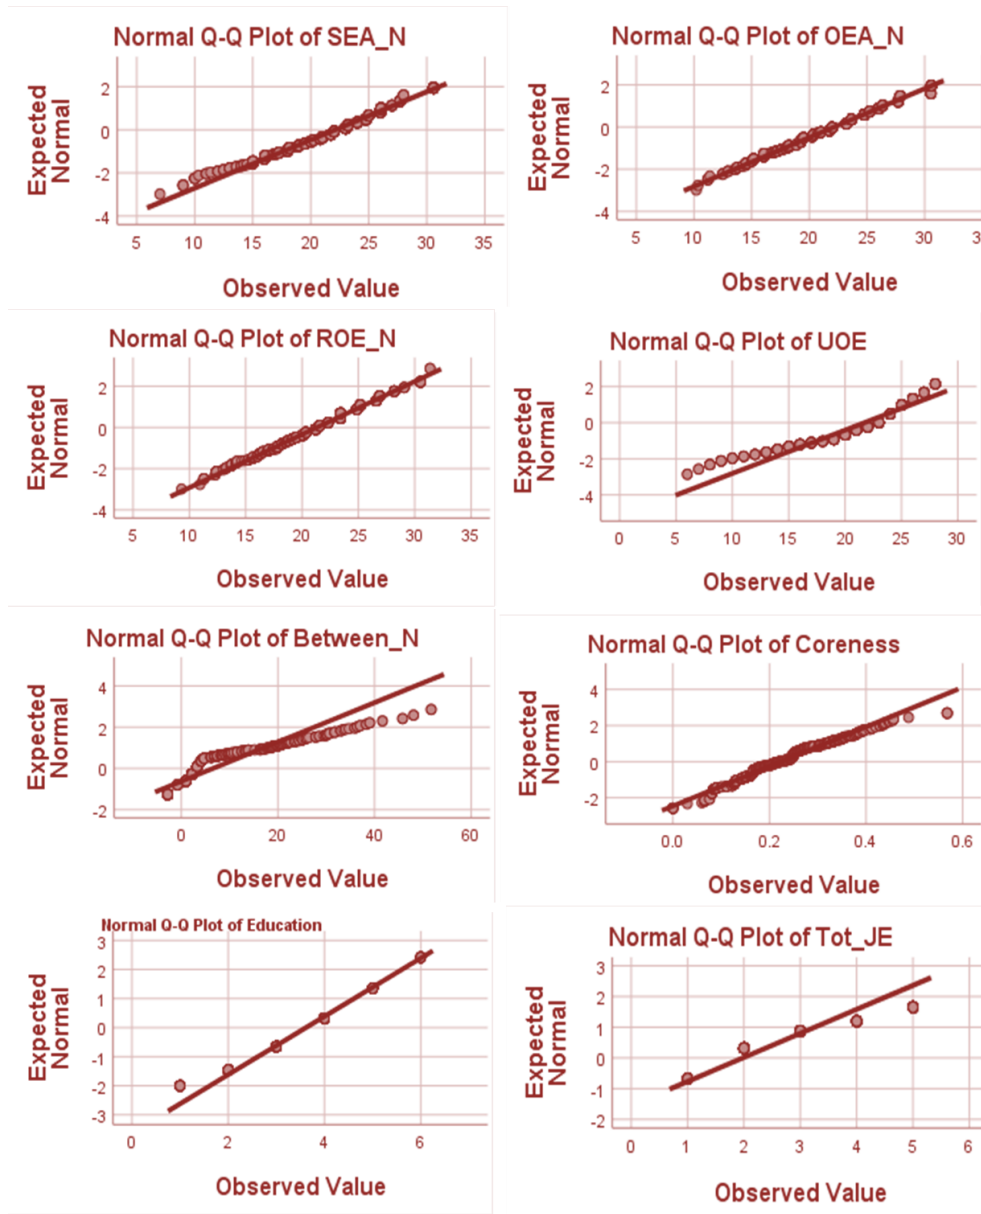 Normal Q-Q Plot of SEA_N
Expected
Normal
2
0
-2
-4
5 10 15 20 25 30 35
Observed Value
Normal Q-Q Plot of OEA_N
Expected
Normal
2
0
-2
-4
5 10 15 20 25 30
Observed Value
Normal Q-Q Plot of ROE_N
Expected
Normal
2
0
-2
-4
5 10 15 20 25 30 35
Observed Value
Normal Q-Q Plot of UOE
Expected
Normal
2
0
-2
-4
0 5 10 15 20 25 30
Observed Value
Normal Q-Q Plot of Between_N
Expected
Normal
4
2
0
-2
0 20 40 60
Observed Value
Normal Q-Q Plot of Coreness
Expected
Normal
4
2
0
-2
0.0 0.2 0.4 0.6
Observed Value
Normal Q-Q Plot of Education
Expected
Normal
3
2
1
0
-1
-2
-3
0 2 4 6
Observed Value
Normal Q-Q Plot of Tot_JE
Expected
Normal
3
2
1
0
-1
-2
0 1 2 3 4 5 6
Observed Value